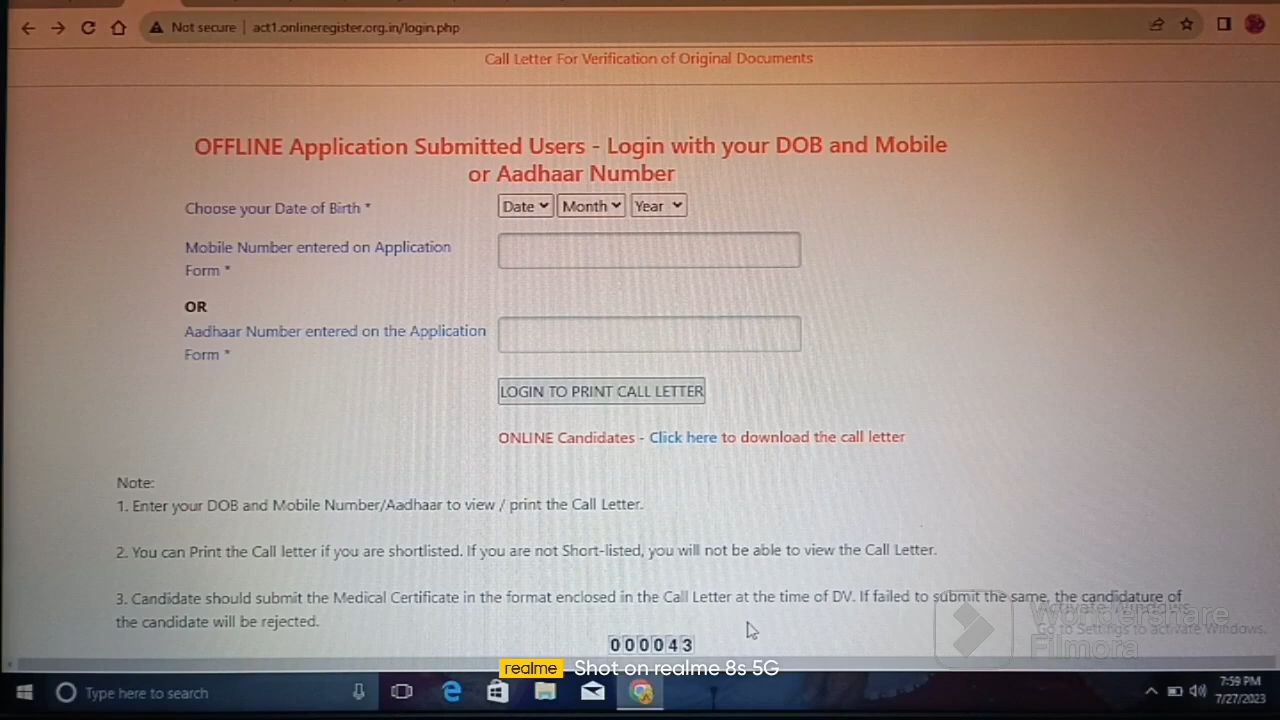 Not secure | act1.onlineregister.org.in/login.php
Call Letter For Verification of Original Documents
OFFLINE Application Submitted Users - Login with your DOB and Mobile
or Aadhaar Number
Choose your Date of Birth *
Date Month Year
Mobile Number entered on Application
Form *
OR
Aadhaar Number entered on the Application
Form *
LOGIN TO PRINT CALL LETTER
ONLINE Candidates - Click here to download the call letter
Note:
1. Enter your DOB and Mobile Number/Aadhaar to view / print the Call Letter.
2. You can Print the Call letter if you are shortlisted. If you are not Short-listed, you will not be able to view the Call Letter.
3. Candidate should submit the Medical Certificate in the format enclosed in the Call Letter at the time of DV. If failed to submit the same, the candidature of
the candidate will be rejected.
Activate Windows
Go to Settings to activate Windows.
Wondershare
Filmora
000043
realme Shot on realme 8s 5G
Type here to search
7:59 PM
7/27/2023